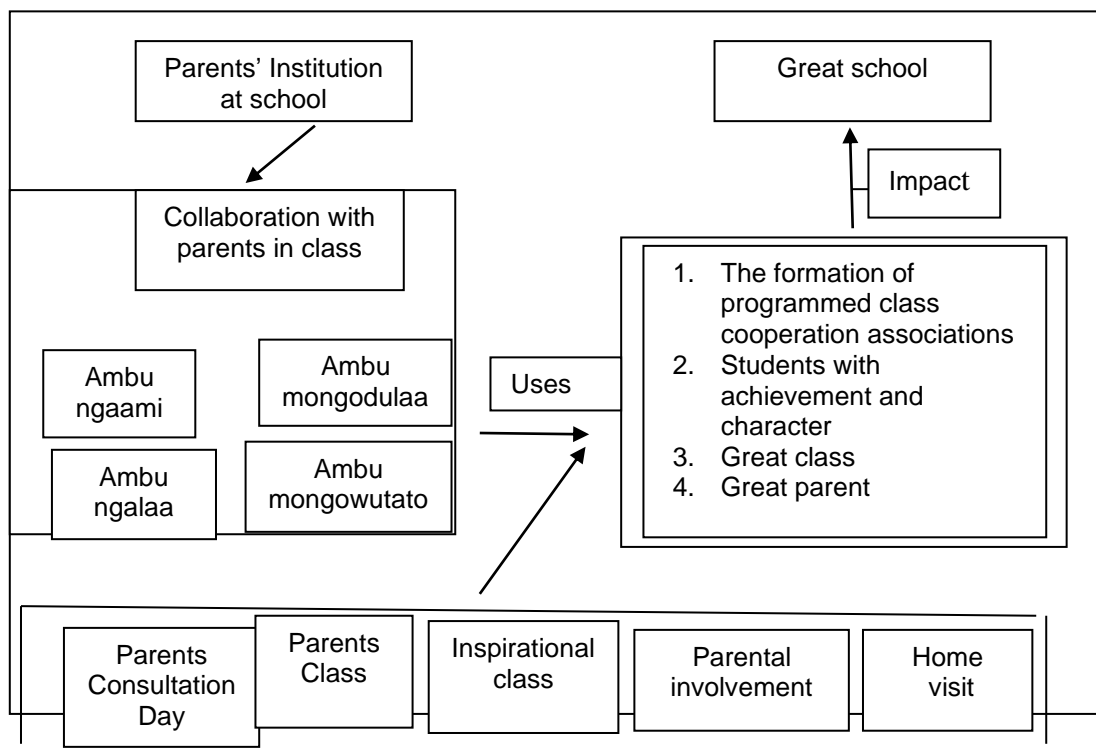 Parents’ Institution
at school
Great school
Impact
Collaboration with
parents in class
Ambu
ngaami
Ambu
mongodulaa
Ambu
ngalaa
Ambu
mongowutato
Uses
1. The formation of
programmed class
cooperation associations
2. Students with
achievement and
character
3. Great class
4. Great parent
Parents
Consultation
Day
Parents
Class
Inspirational
class
Parental
involvement
Home
visit